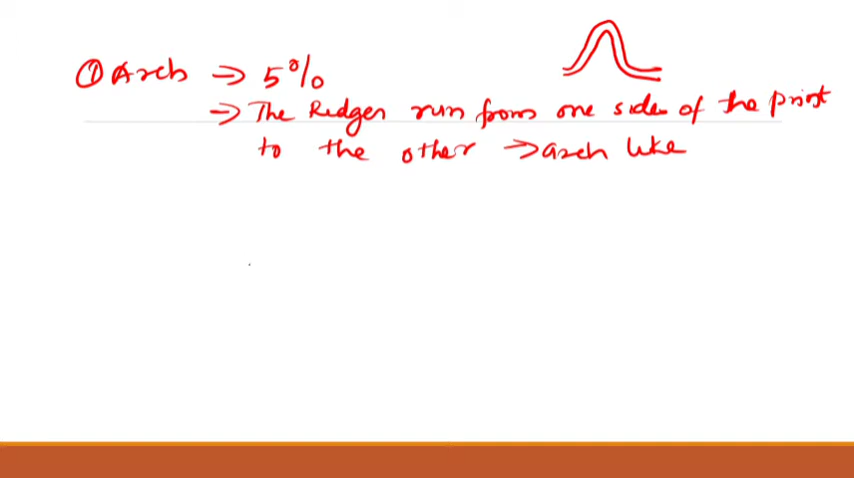 ① Arch → 5%
→ The Ridges run from one side of the print
to the other → arch like